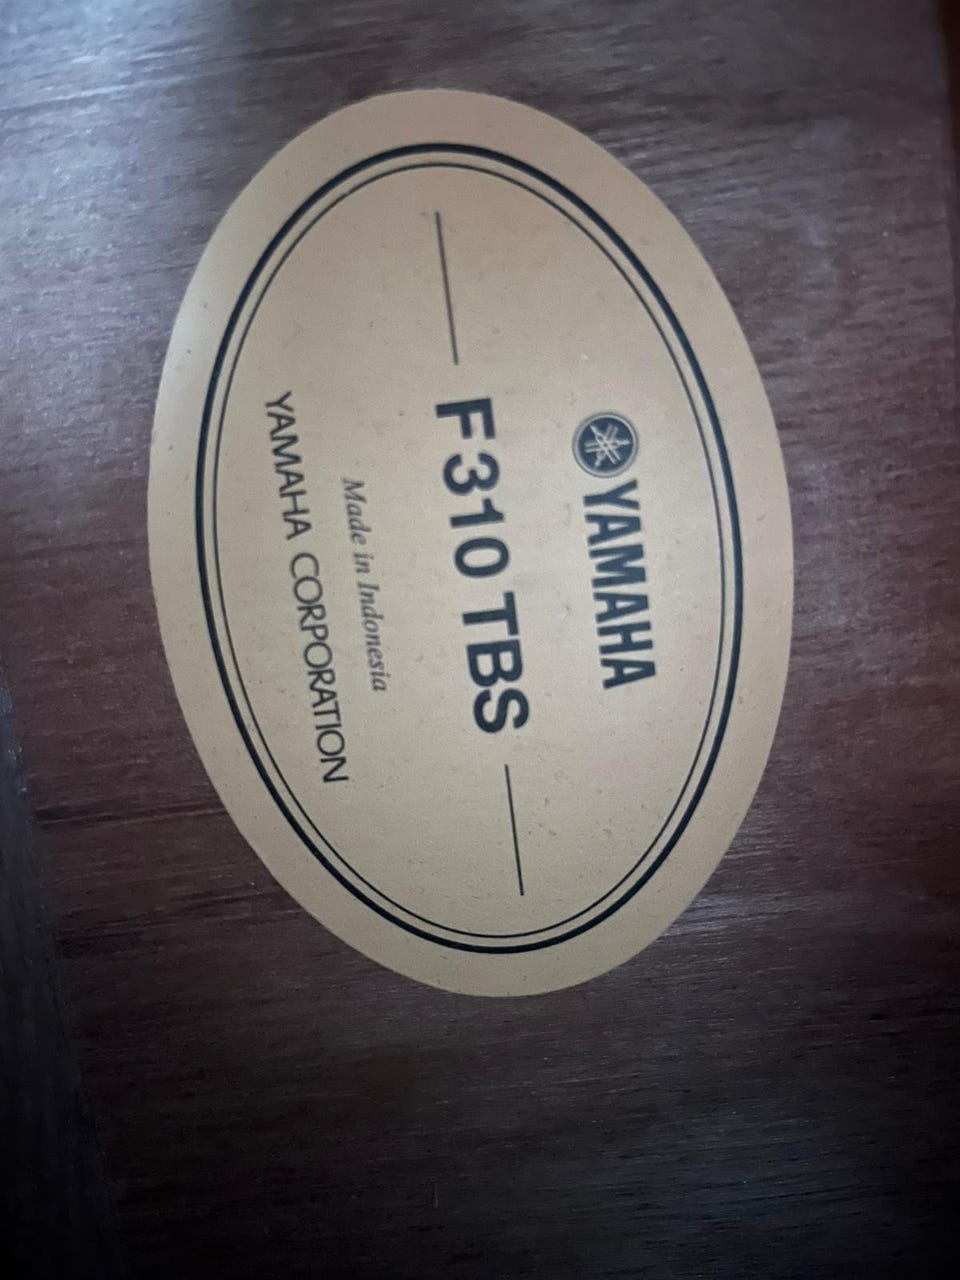 YAMAHA
F310 TBS
Made in Indonesia
YAMAHA CORPORATION